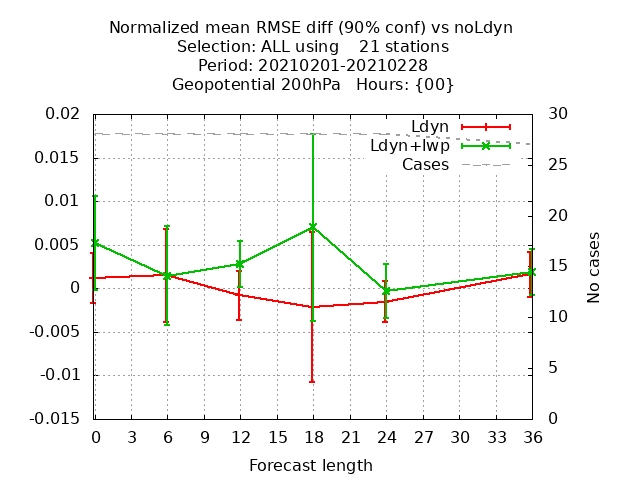 Normalized mean RMSE diff (90% conf) vs noLdyn
Selection: ALL using    21 stations
Period: 20210201-20210228
Geopotential 200hPa   Hours: {00}
Ldyn
Ldyn+lwp
Cases
0.02
0.015
0.01
0.005
0
-0.005
-0.01
-0.015
30
25
20
15
10
5
0
No cases
0 3 6 9 12 15 18 21 24 27 30 33 36
Forecast length